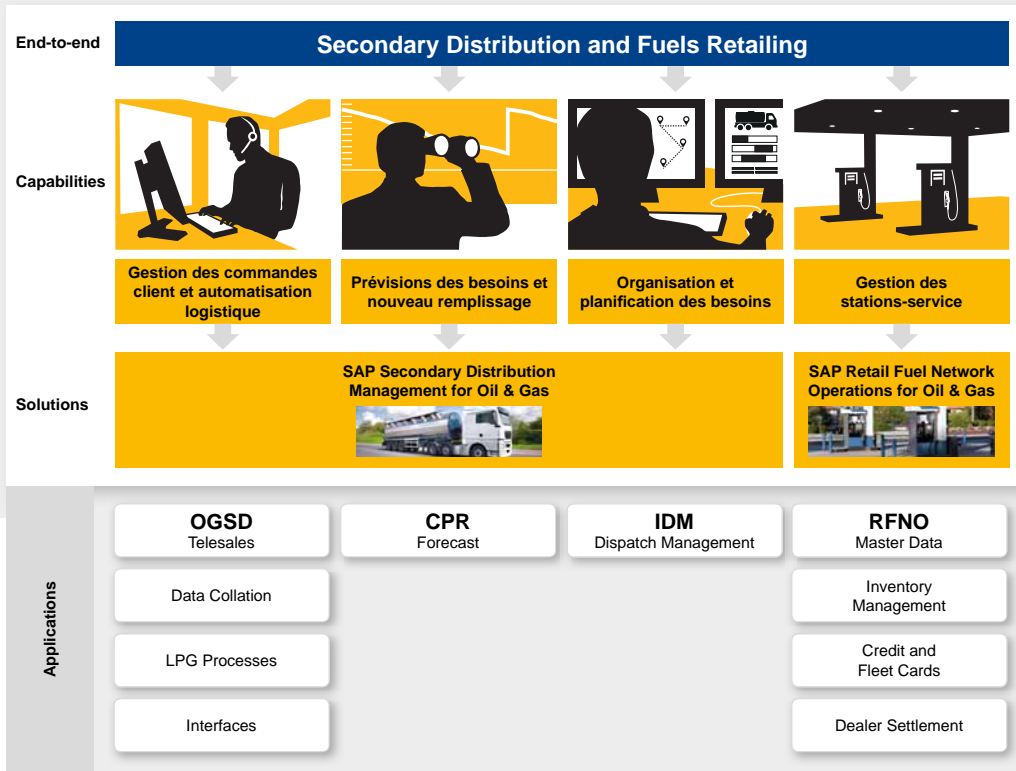 End-to-end
Secondary Distribution and Fuels Retailing
Capabilities
Gestion des commandes
client et automatisation
logistique
Prévisions des besoins et
nouveau remplissage
Organisation et
planification des besoins
Gestion des
stations-service
Solutions
SAP Secondary Distribution
Management for Oil & Gas
SAP Retail Fuel Network
Operations for Oil & Gas
Applications
OGSD
Telesales
CPR
Forecast
IDM
Dispatch Management
RFNO
Master Data
Data Collation
Inventory
Management
LPG Processes
Credit and
Fleet Cards
Interfaces
Dealer Settlement